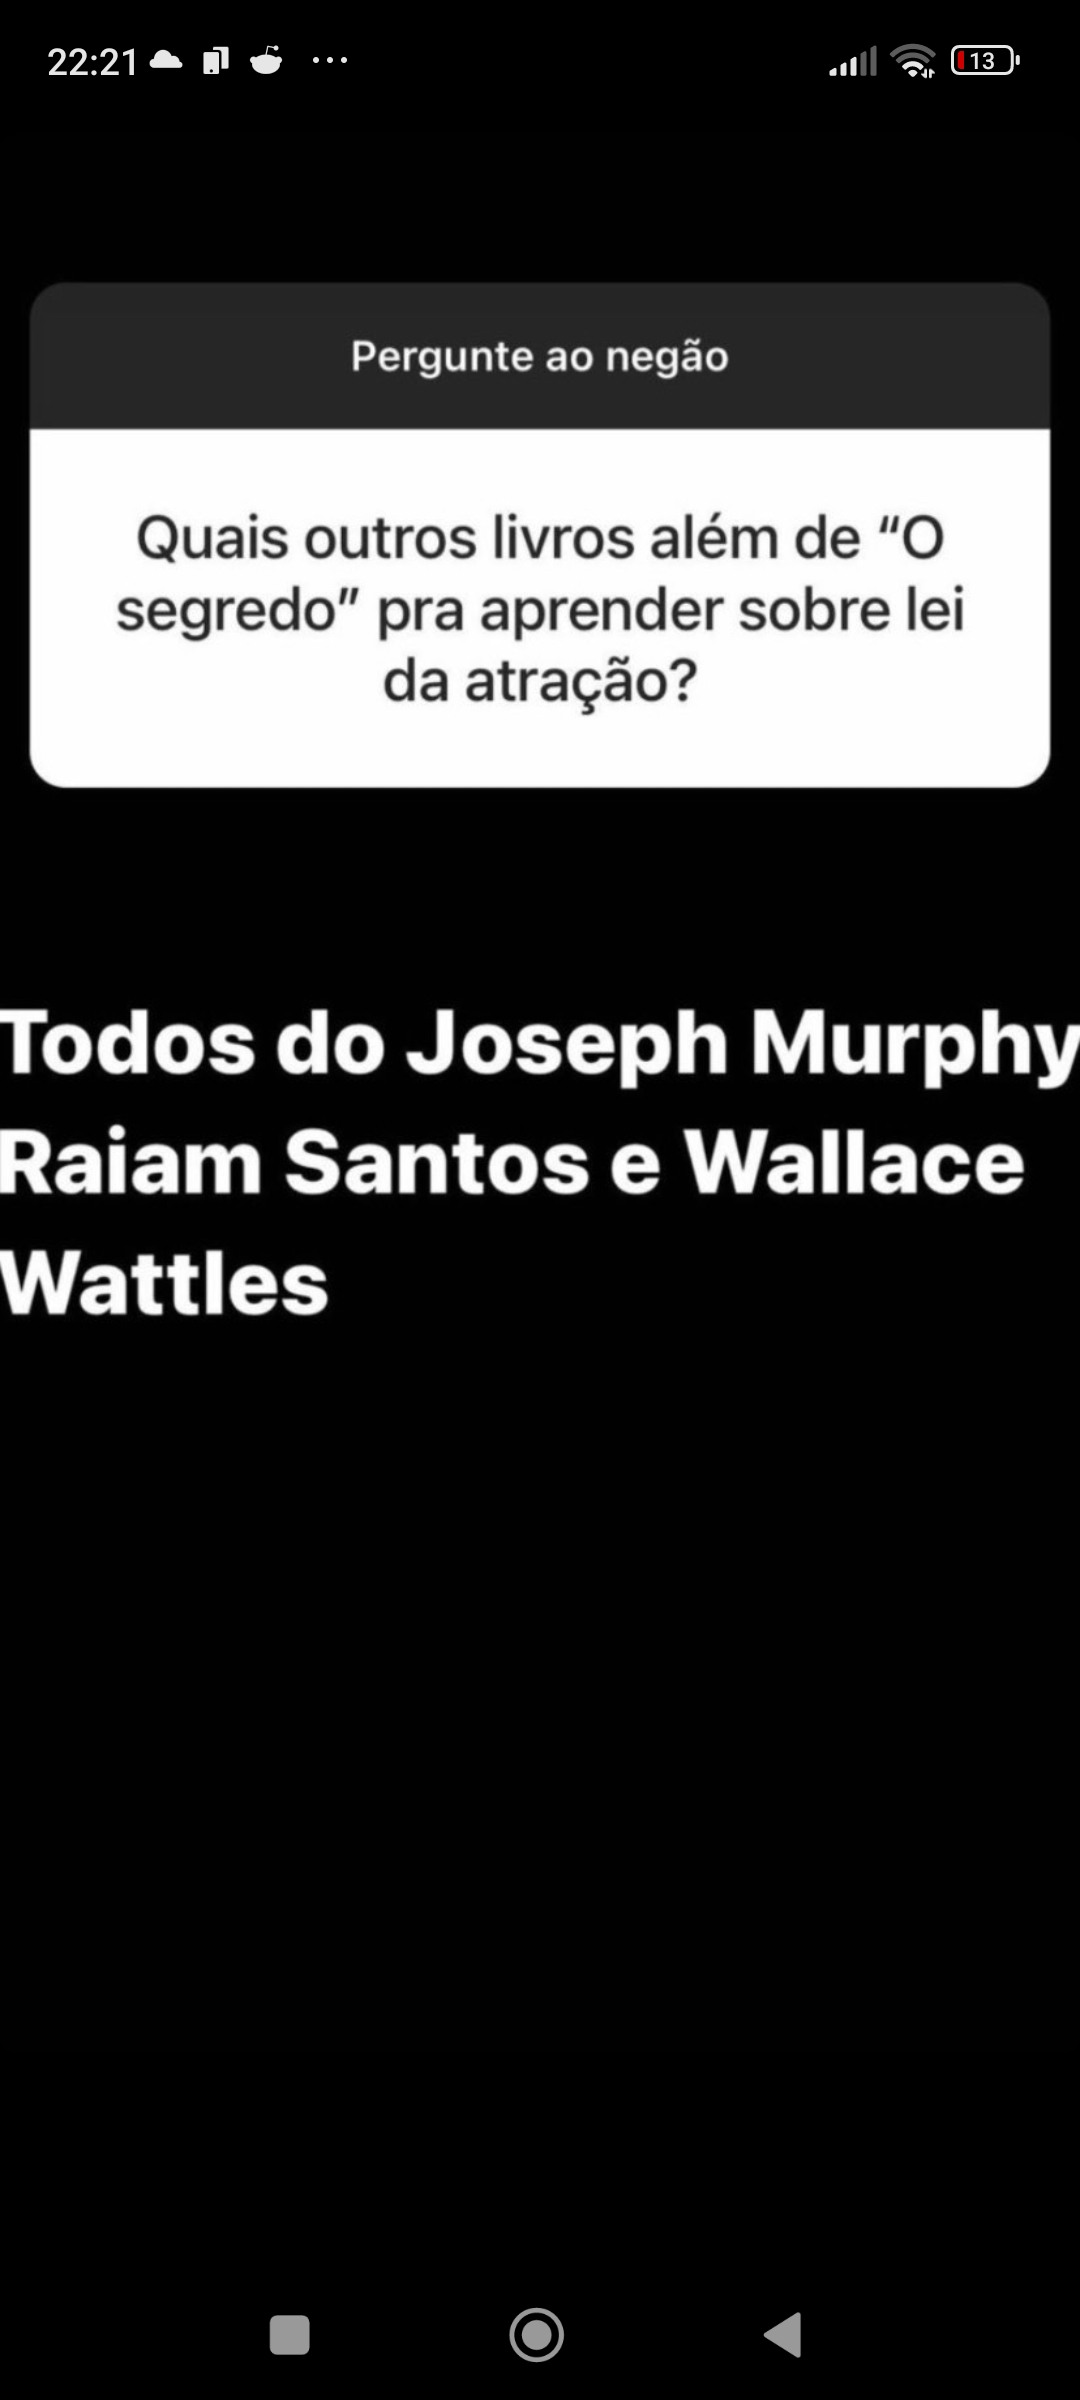 22:21
13
Pergunte ao negão
Quais outros livros além de “O
segredo” pra aprender sobre lei
da atração?
Todos do Joseph Murphy
Raiam Santos e Wallace
Wattles